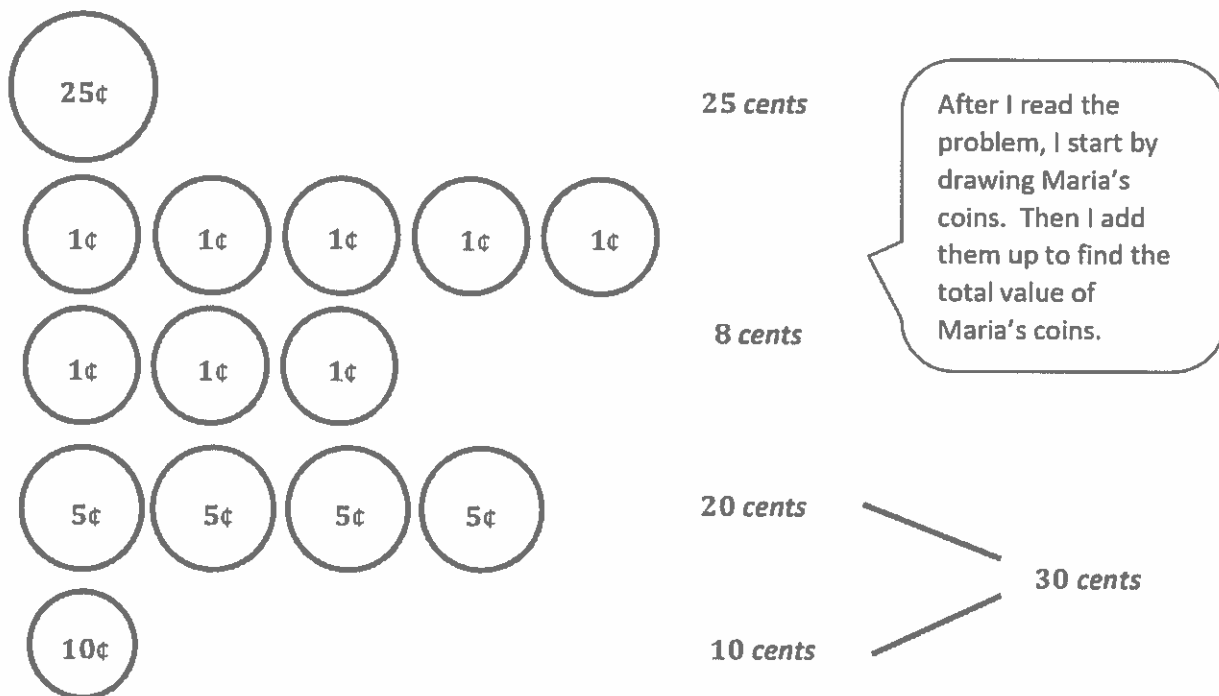 25¢
25 cents
After I read the
problem, I start by
drawing Maria's
coins. Then I add
them up to find the
total value of
Maria's coins.
1¢ 1¢ 1¢ 1¢ 1¢
8 cents
1¢ 1¢ 1¢
5¢ 5¢ 5¢ 5¢
20 cents
30 cents
10¢
10 cents